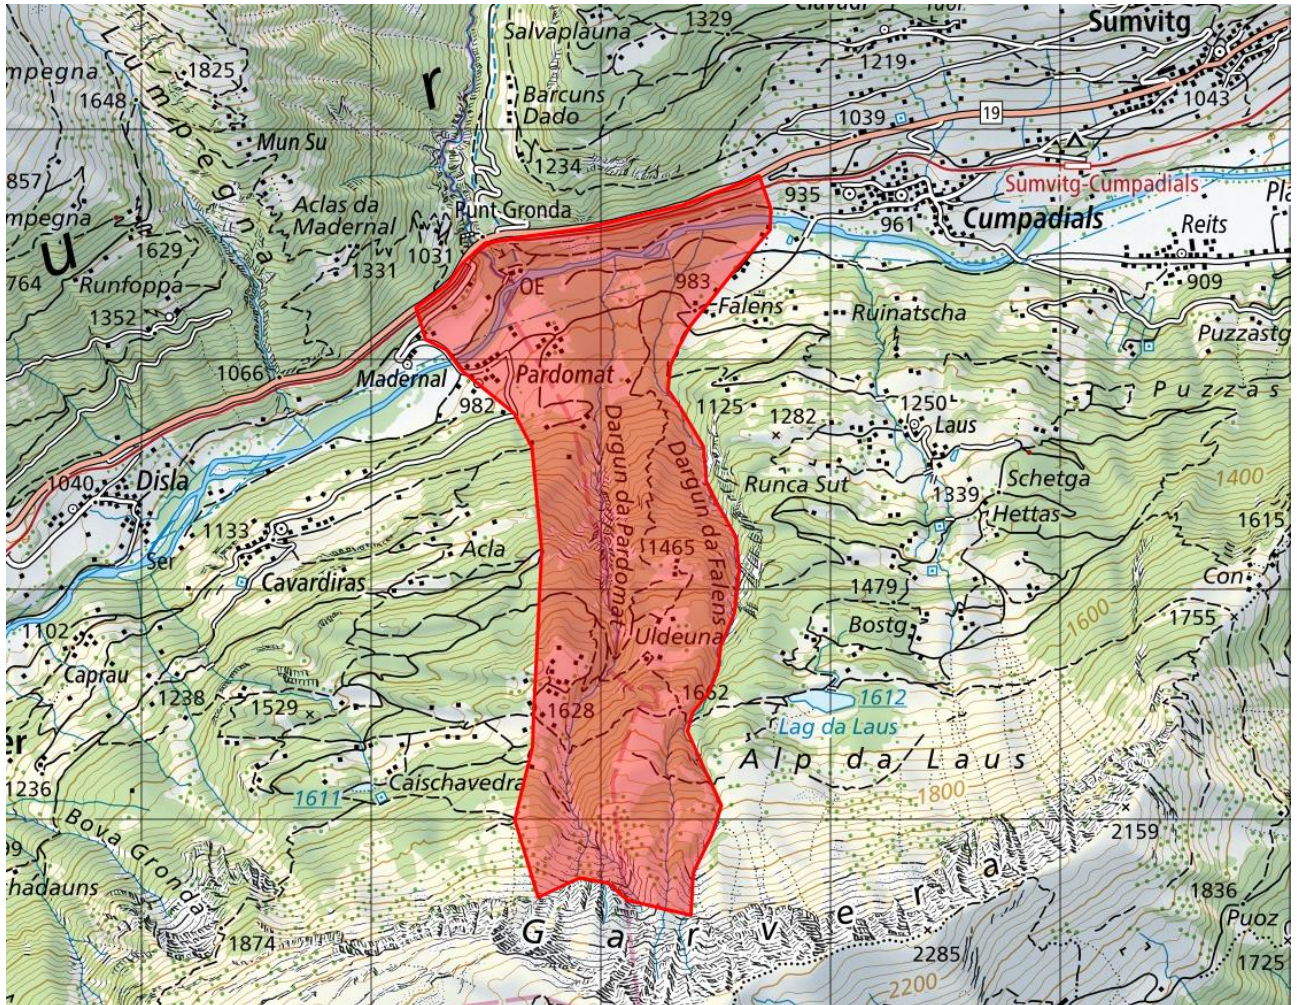 Salvaplauna
1329
Sumvitg
1219
1825
1648
Lumpegna
r
Barcuns
Dado
1039
19
1043
Mun Su
1234
857
Aclas da
Madernal
Punt Gronda
935
Sumvitg-Cumpadials
961
Cumpadials
Reits
u
1629
1031
1331
764
Runfoppa
OE
983
Falens
909
Ruinatscha
1352
Puzzastg
1066
Madernal
Pardomat
982
Puzzas
1125
1282
1250
Laus
Dargun da Pardomat
Dargun da Falens
1040
Disla
Runca Sut
Schetga
1400
1339
Hettas
1133
1615
Ser
Acla
1465
Cavardiras
1479
Con
1102
Uldeuna
Bostg
1600
1755
Caprau
1238
1529
1628
1662
1612
Lag da Laus
er
Alp da Laus
1236
1611
Caischavedra
1800
Bova Gronda
2159
hadauns
1836
Garvera
Puoz
1874
2285
1725
2200